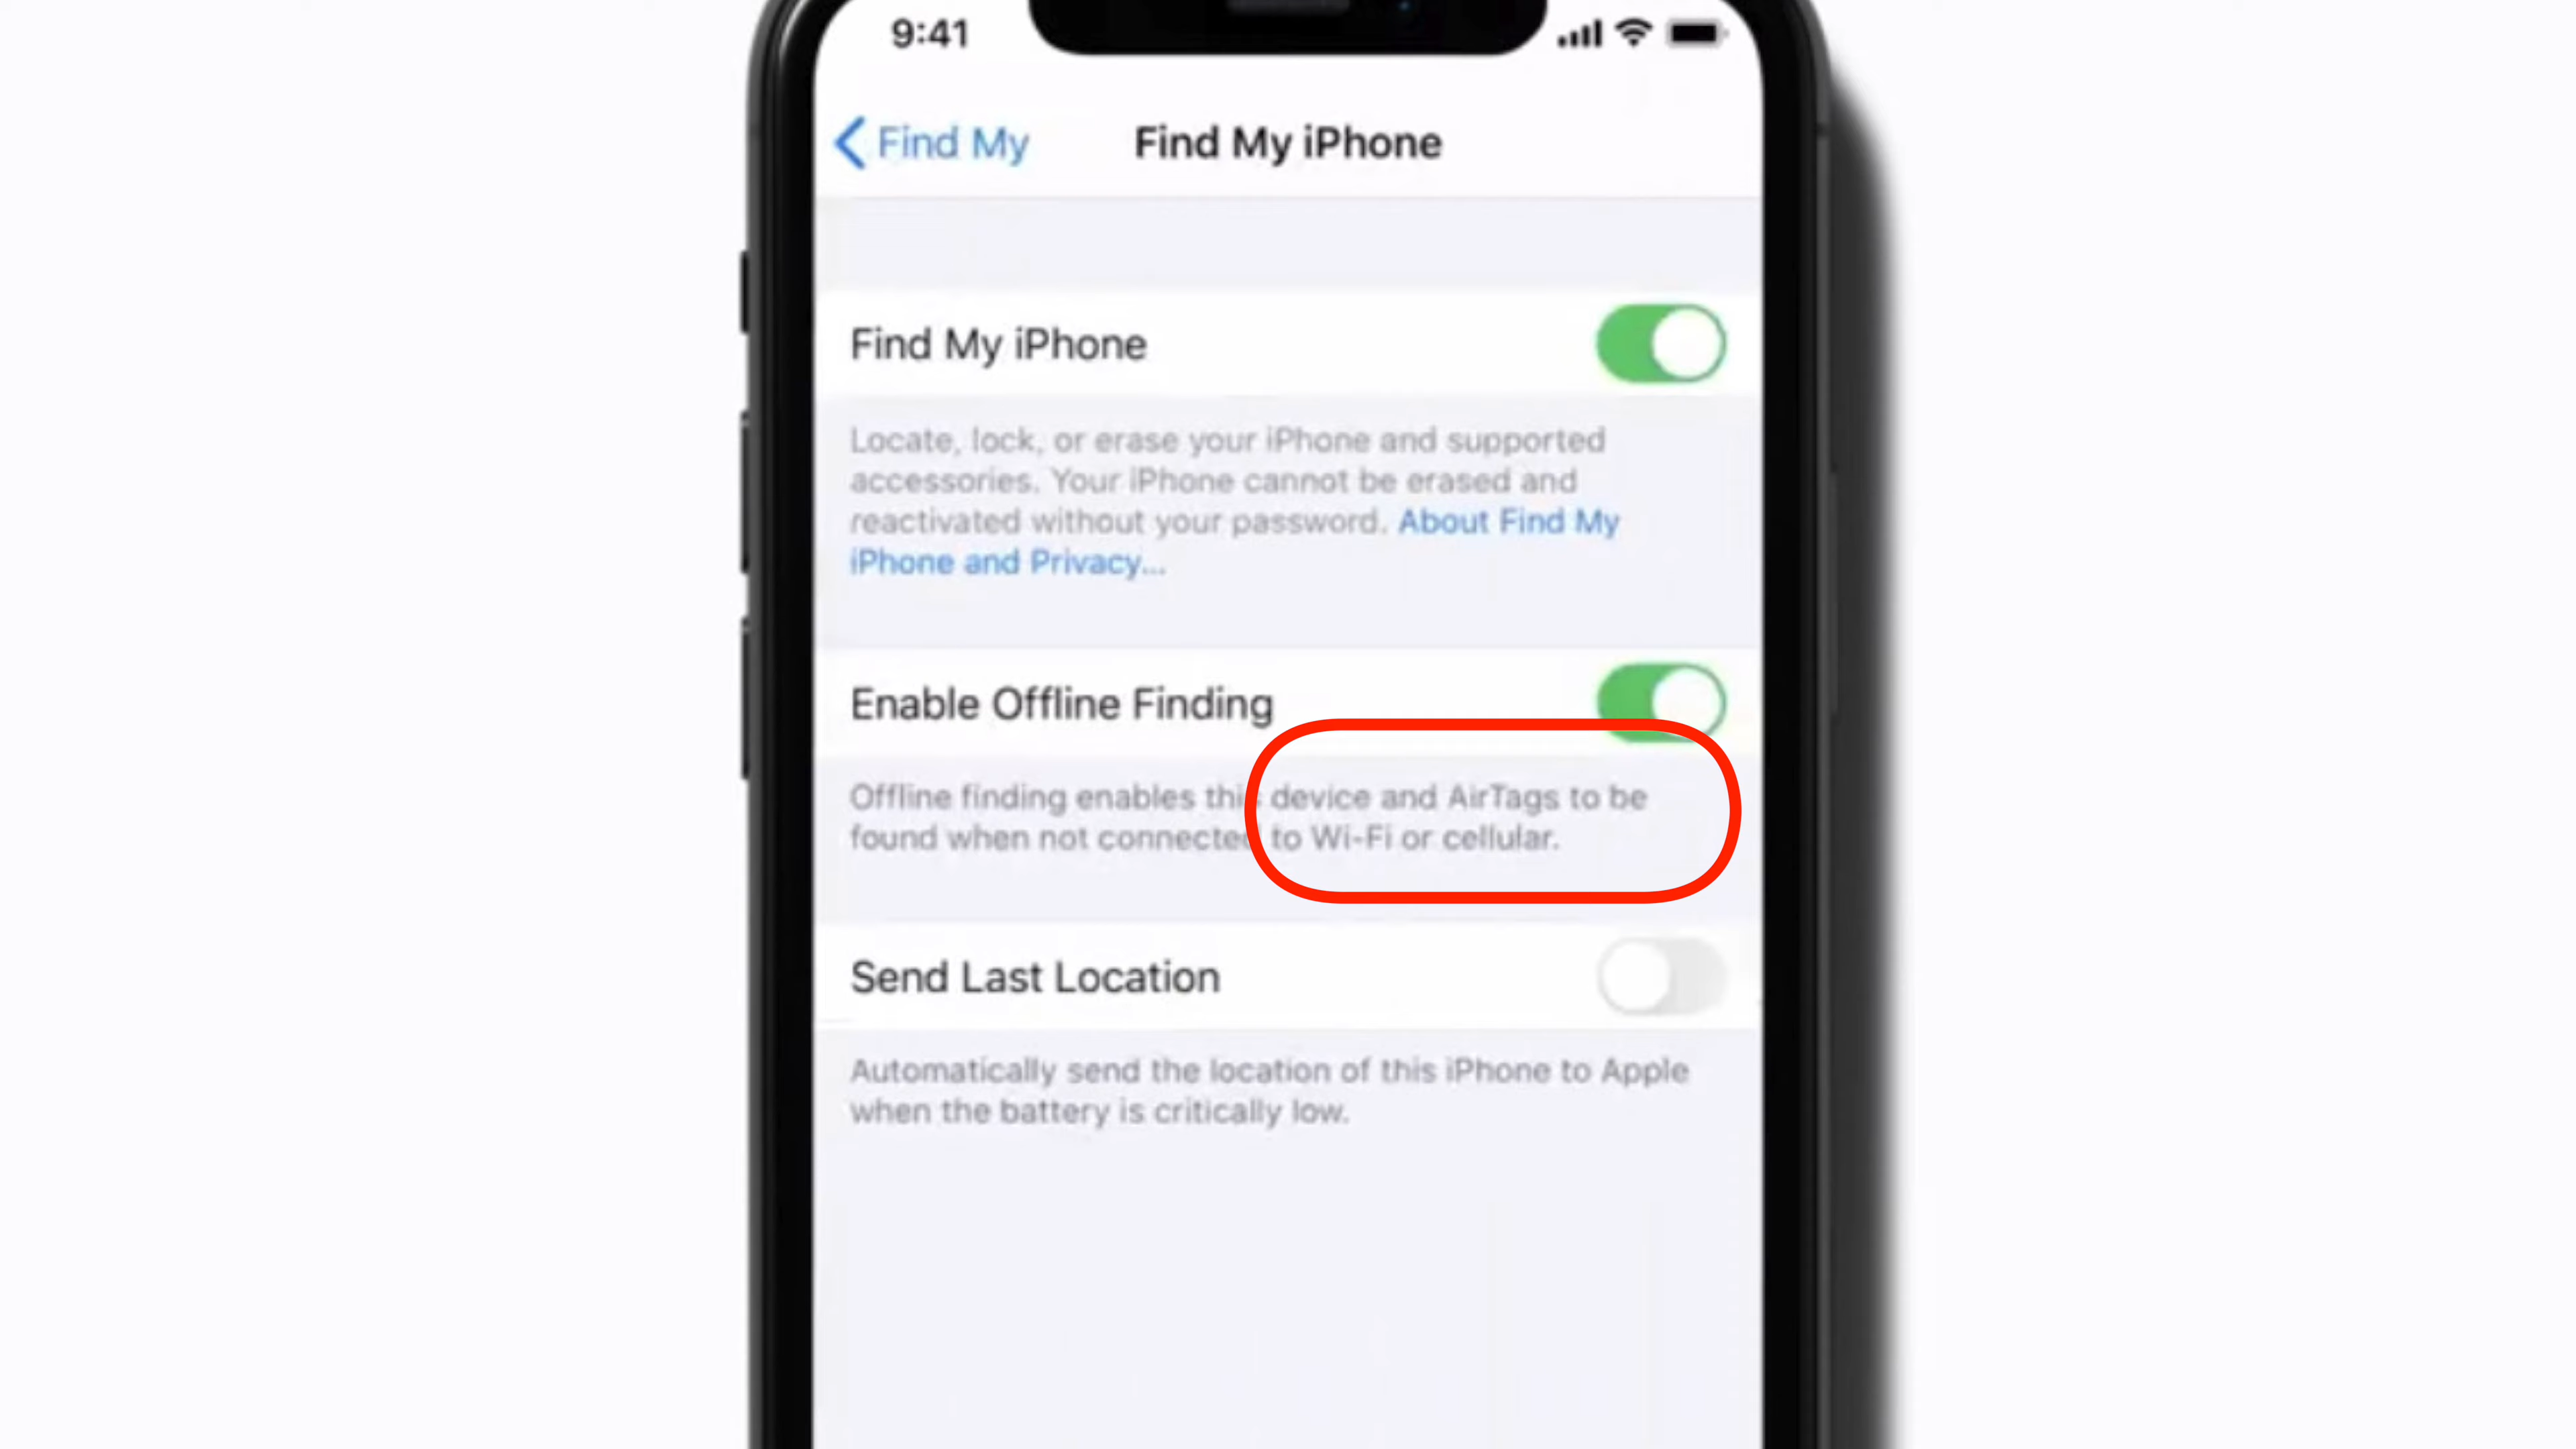 9:41
Find My
Find My iPhone
Find My iPhone
Locate, lock, or erase your iPhone and supported
accessories. Your iPhone cannot be erased and
reactivated without your password. About Find My
iPhone and Privacy...
Enable Offline Finding
Offline finding enables this device and AirTags to be
found when not connected to Wi-Fi or cellular.
Send Last Location
Automatically send the location of this iPhone to Apple
when the battery is critically low.